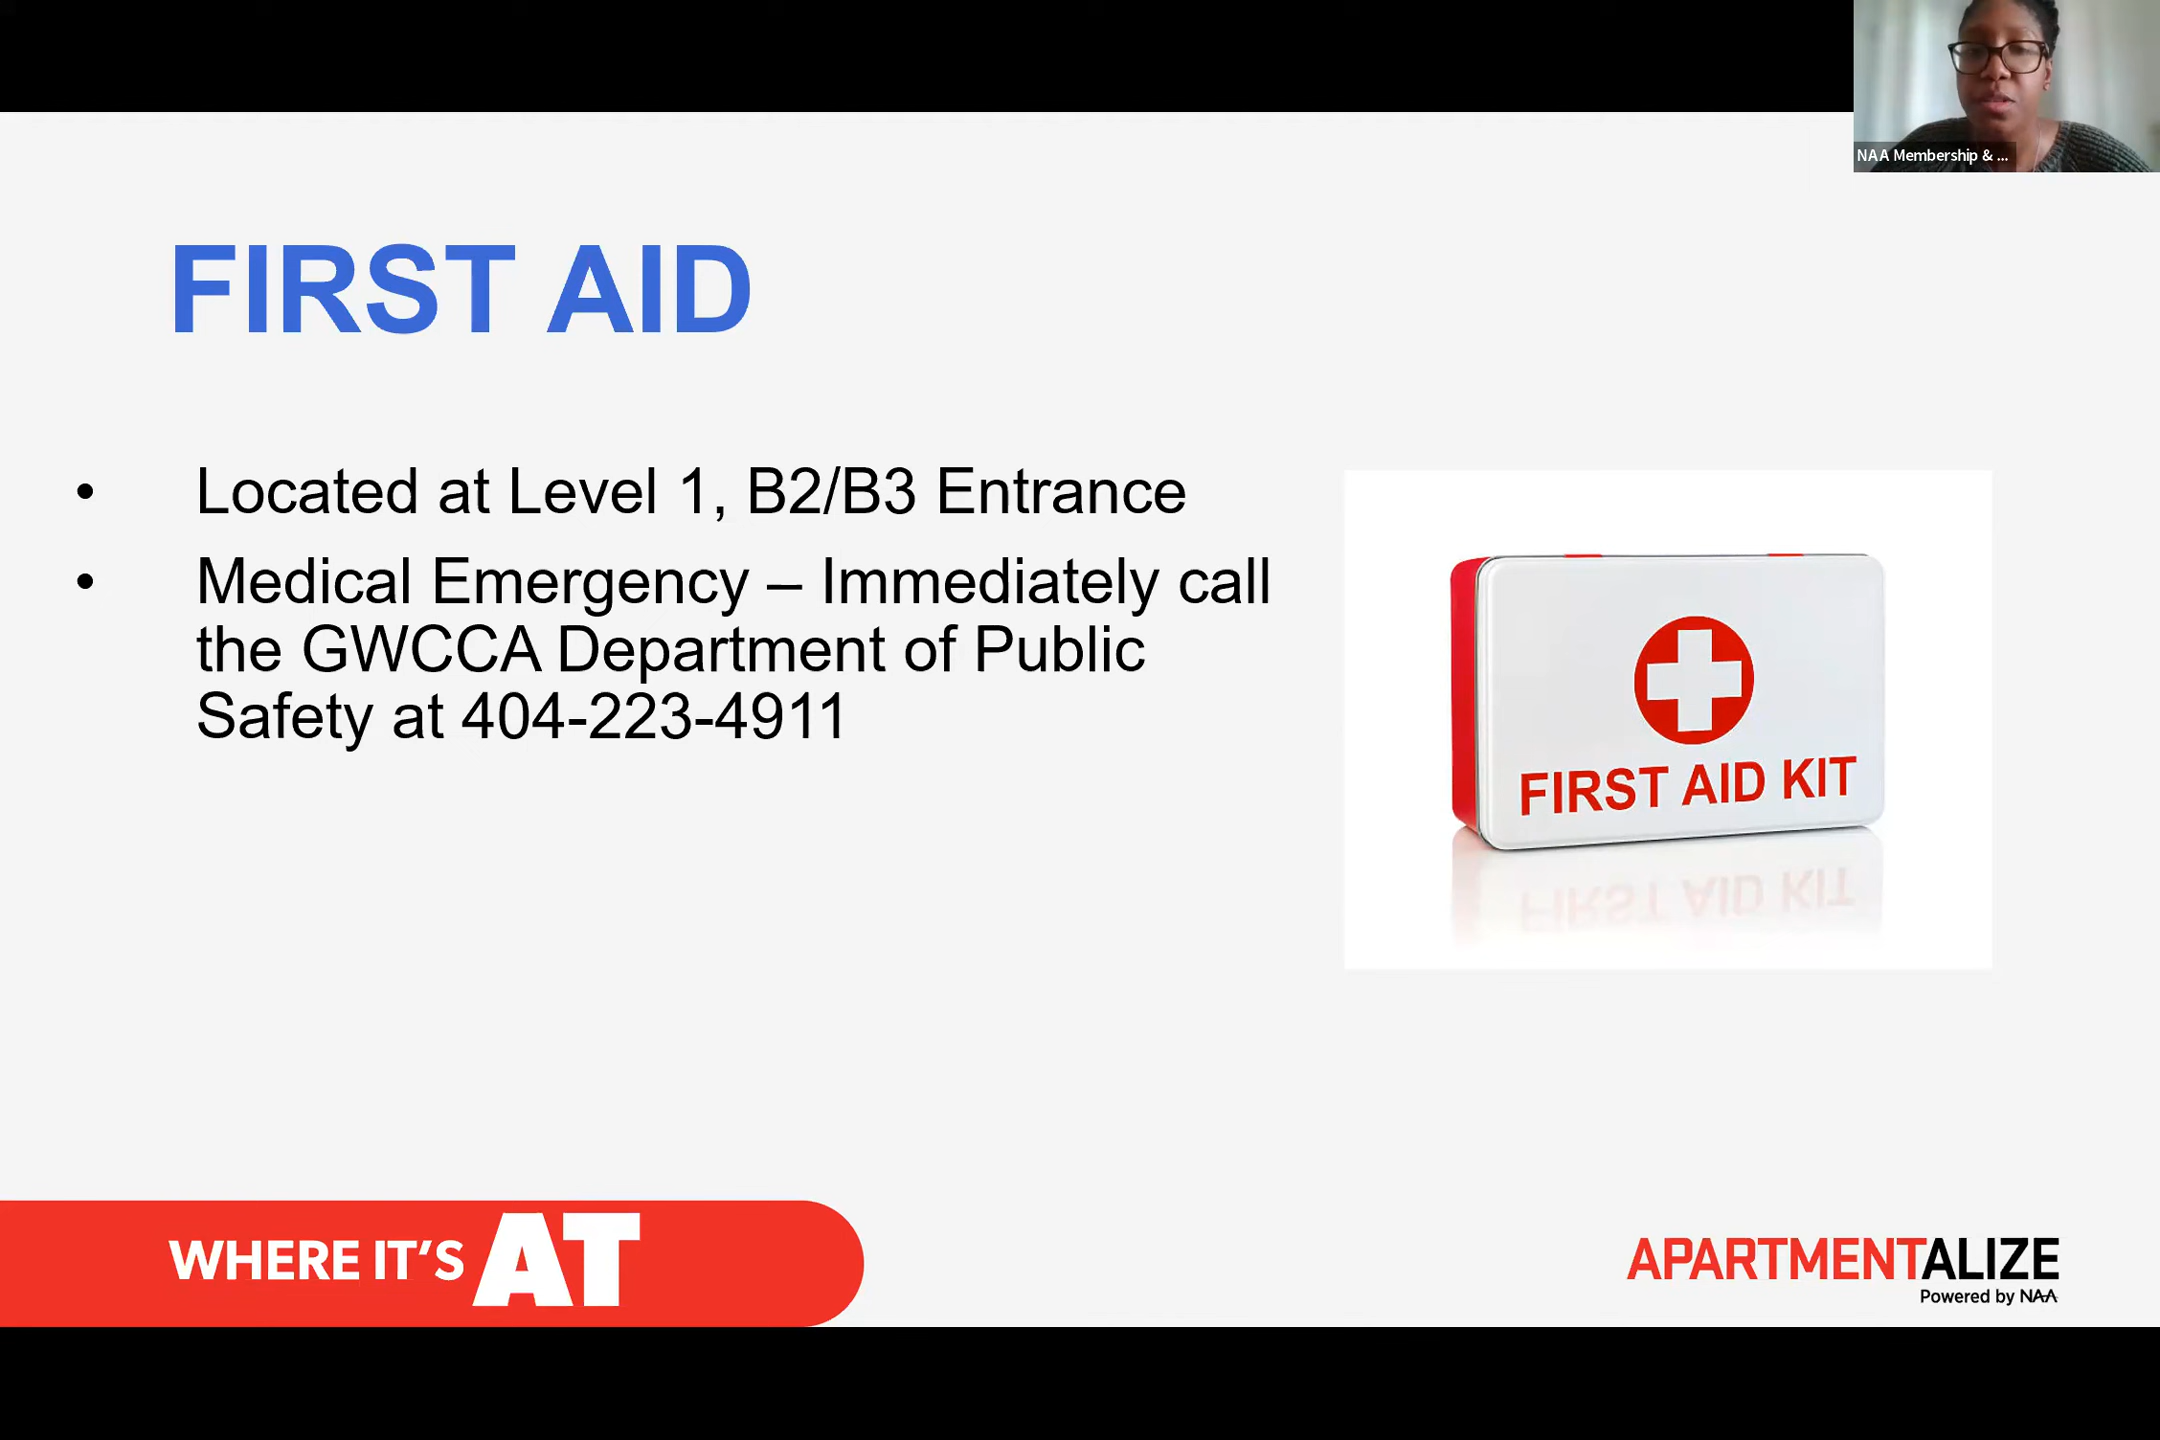 NAA Membership & ...
FIRST AID
• Located at Level 1, B2/B3 Entrance
• Medical Emergency – Immediately call
the GWCCA Department of Public
Safety at 404-223-4911
FIRST AID KIT
WHERE IT'S AT
APARTMENTALIZE
Powered by NAA